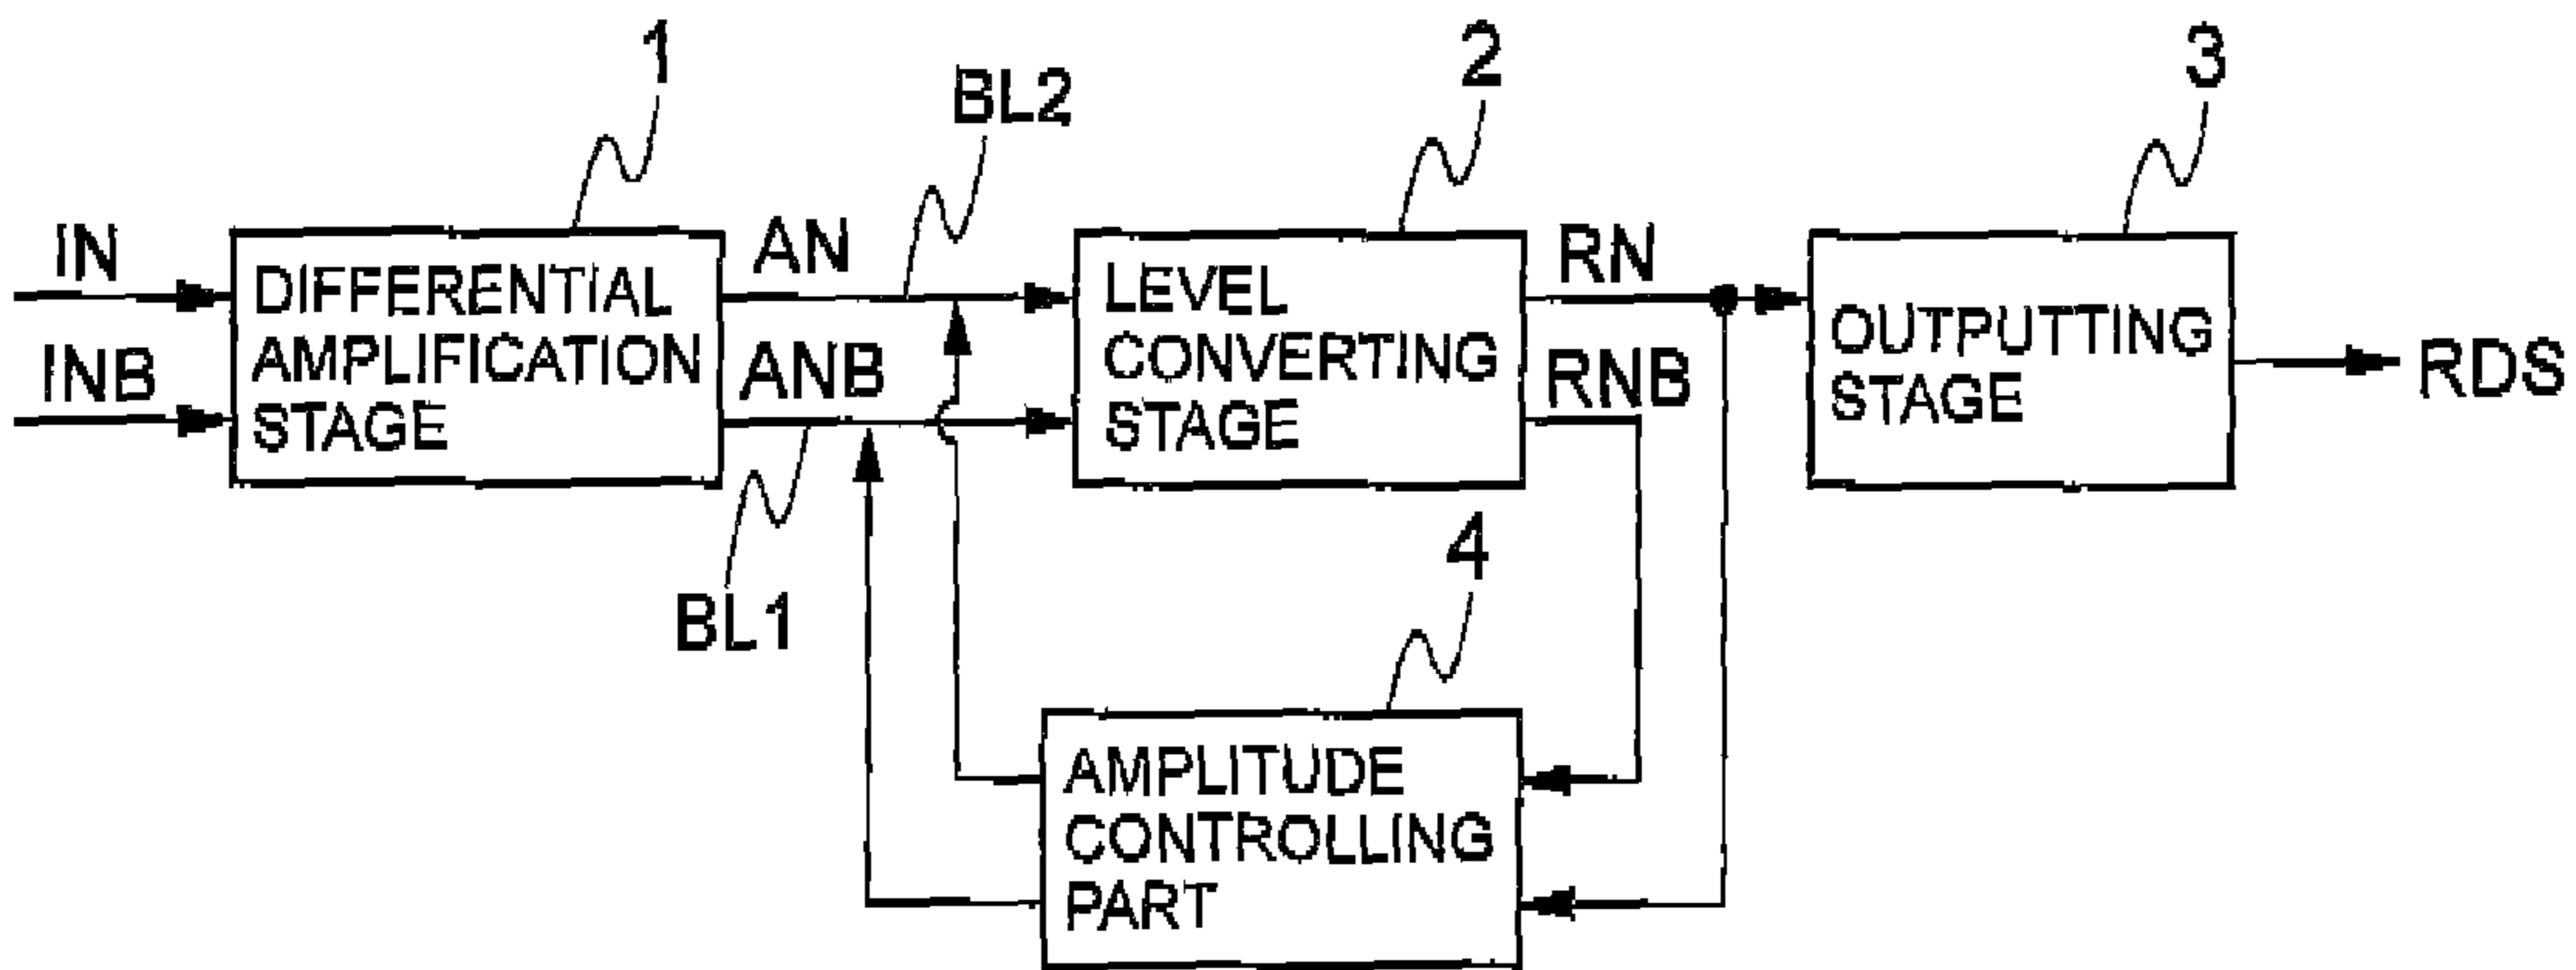 1
2
3
BL2
IN
AN
RN
DIFFERENTIAL
AMPLIFICATION
STAGE
LEVEL
CONVERTING
STAGE
OUTPUTTING
STAGE
INB
ANB
RNB
RDS
BL1
4
AMPLITUDE
CONTROLLING
PART